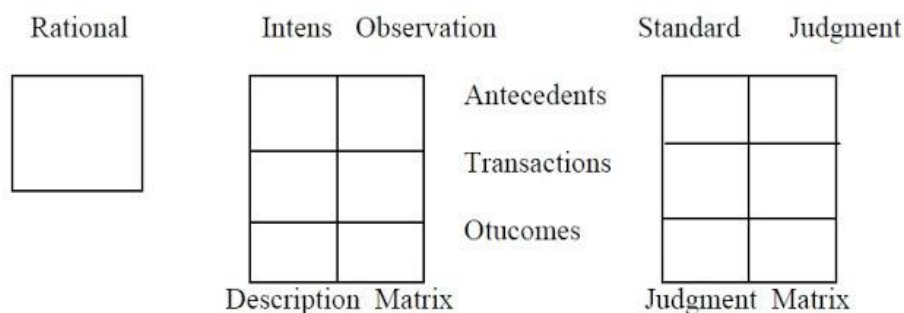 Rational Intens Observation Standard Judgment
Antecedents
Transactions
Otucomes
Description Matrix Judgment Matrix